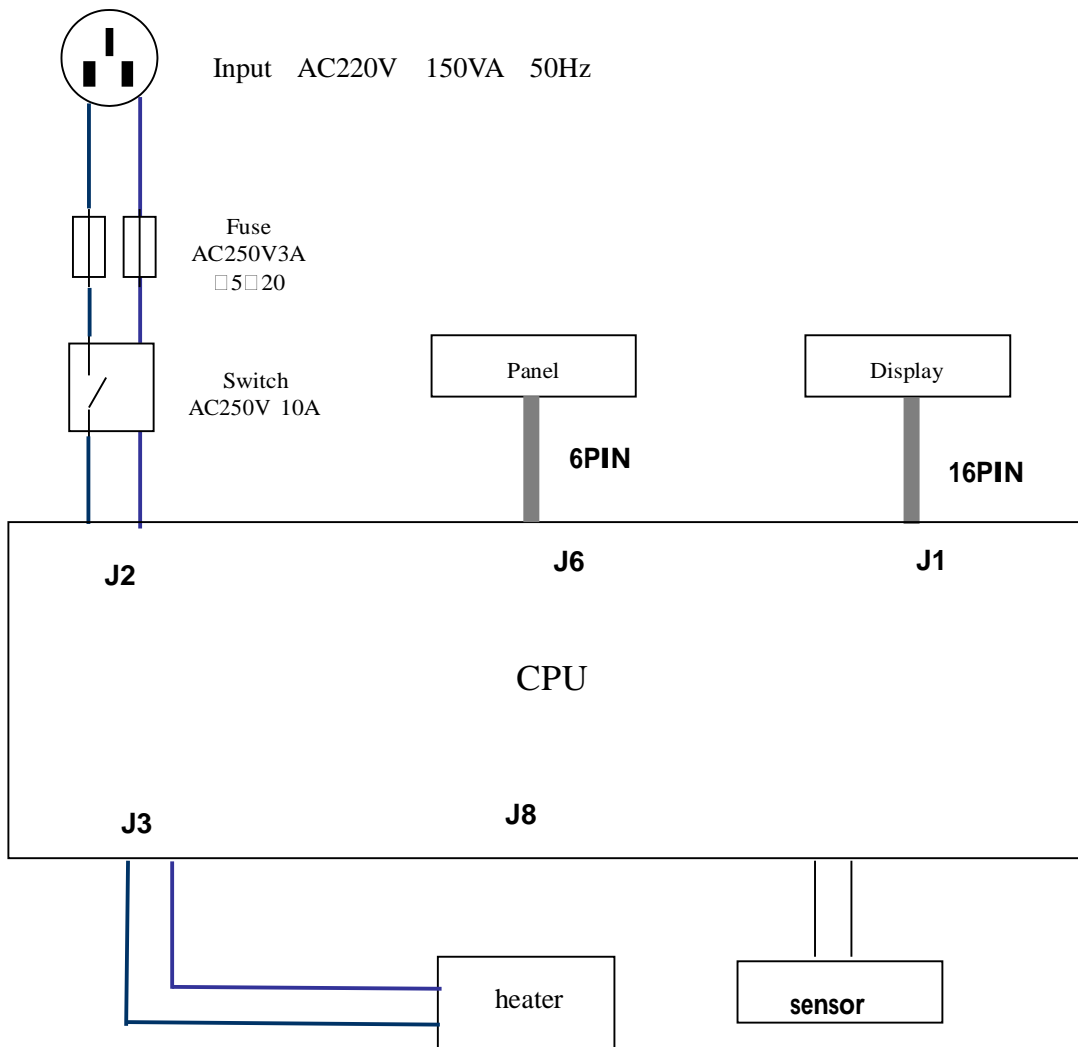 Input AC220V 150VA 50Hz
Fuse
AC250V3A
□5□20
Switch
AC250V 10A
Panel
Display
6PIN
16PIN
J2
J6
J1
CPU
J3
J8
heater
sensor